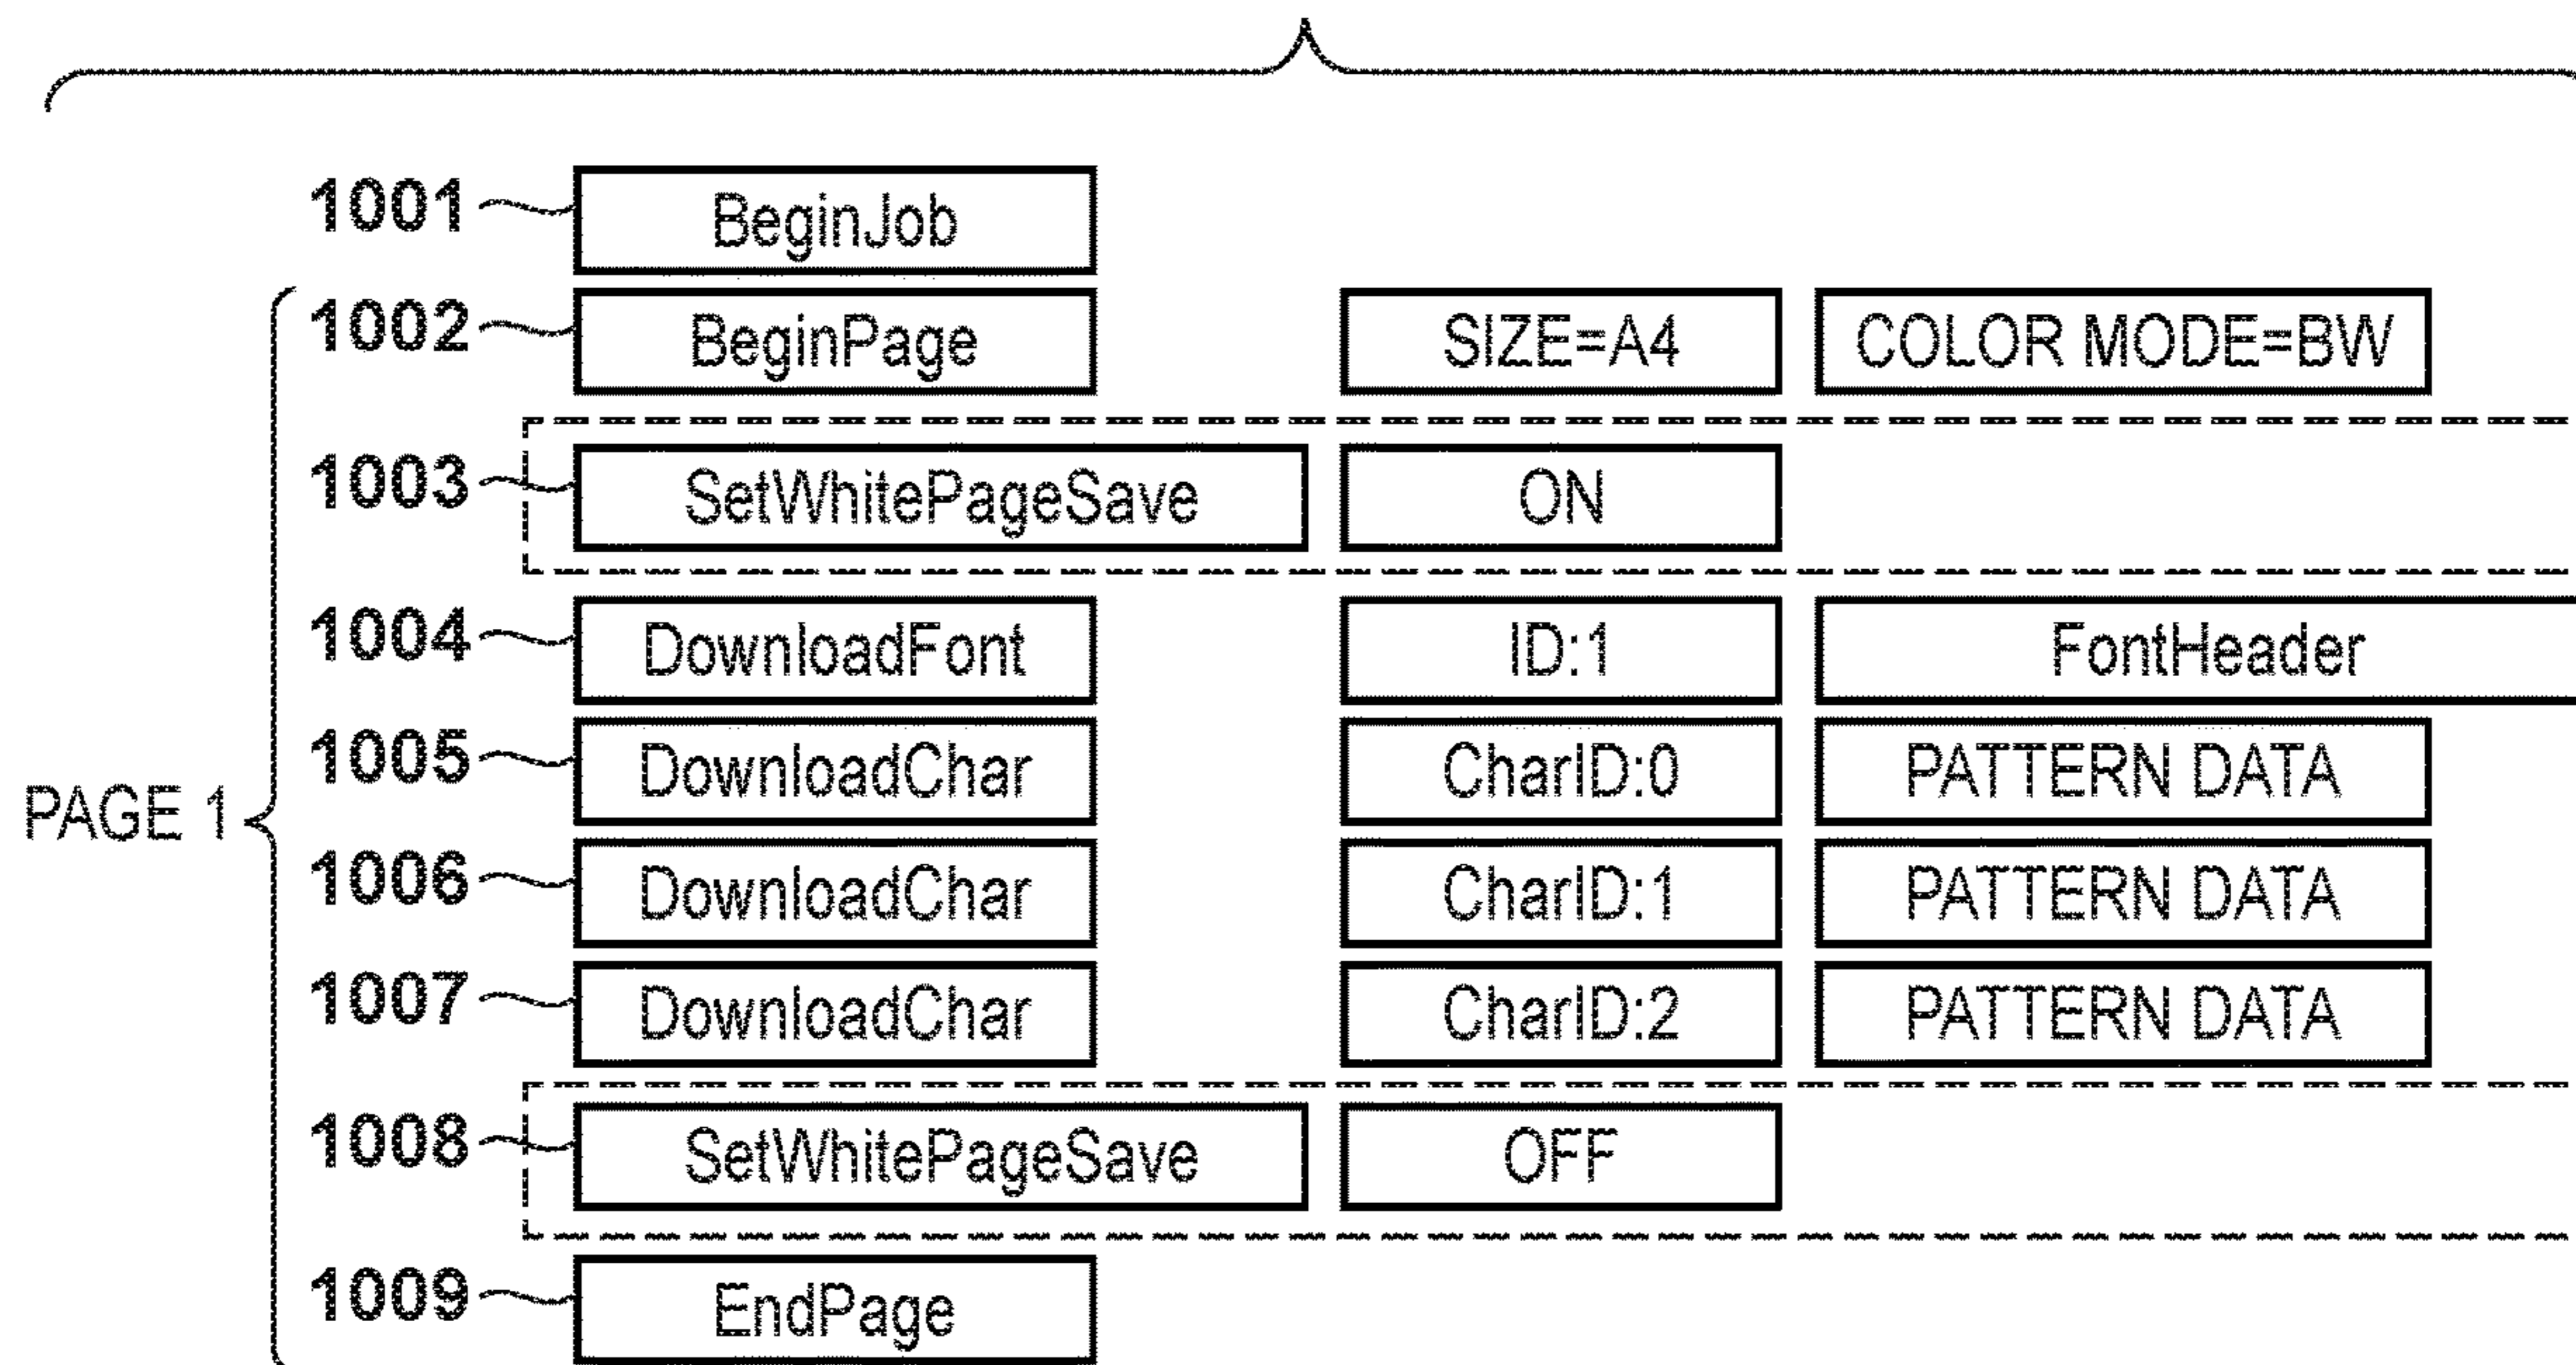 1001 BeginJob
1002 BeginPage SIZE=A4 COLOR MODE=BW
1003 SetWhitePageSave ON
1004 DownloadFont ID:1 FontHeader
1005 DownloadChar CharID:0 PATTERN DATA
PAGE 1
1006 DownloadChar CharID:1 PATTERN DATA
1007 DownloadChar CharID:2 PATTERN DATA
1008 SetWhitePageSave OFF
1009 EndPage